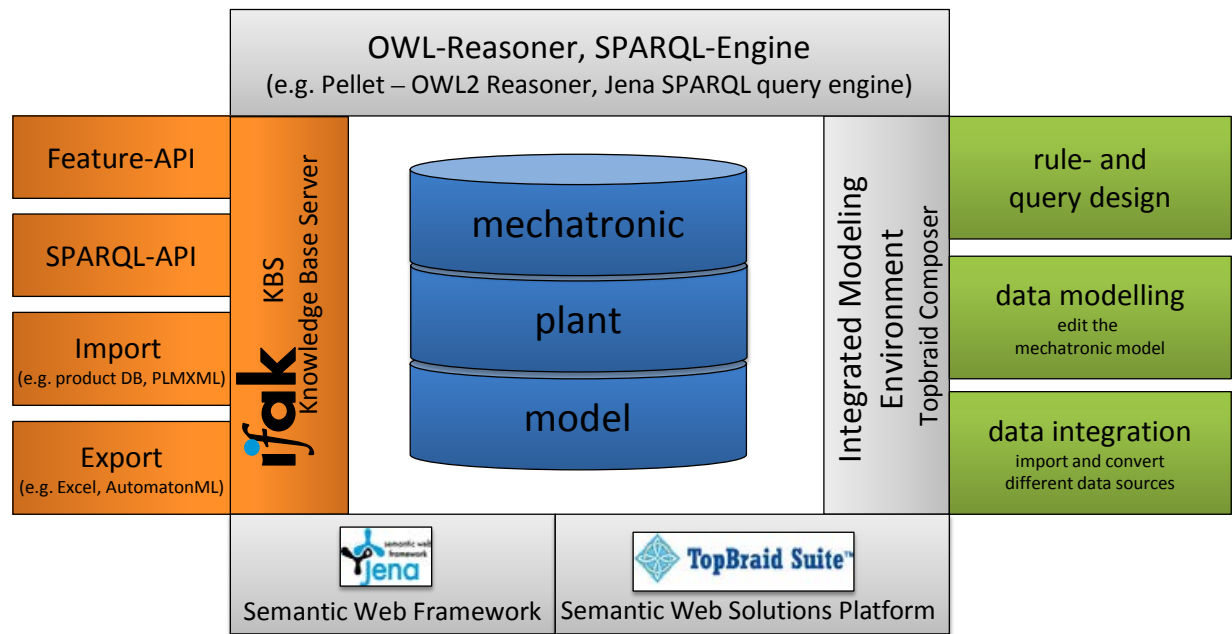 OWL-Reasoner, SPARQL-Engine
(e.g. Pellet – OWL2 Reasoner, Jena SPARQL query engine)
Feature-API
SPARQL-API
Import
(e.g. product DB, PLMXML)
Export
(e.g. Excel, AutomatonML)
ifak
KBS
Knowledge Base Server
mechatronic
plant
model
Integrated Modeling
Environment
Topbraid Composer
rule- and
query design
data modelling
edit the
mechatronic model
data integration
import and convert
different data sources
semantic web
framework
jena
Semantic Web Framework
TopBraid Suite™
Semantic Web Solutions Platform